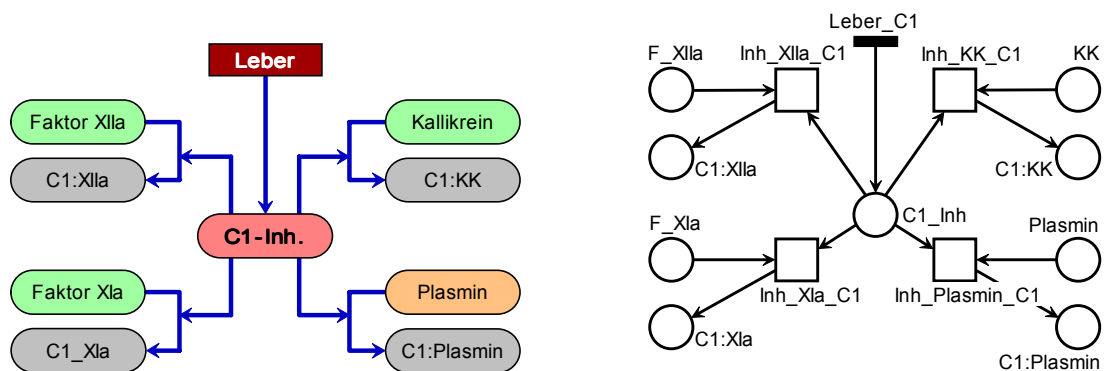 Leber
Faktor XIIa
Kallikrein
C1:XIIa
C1:KK
C1-Inh.
Faktor XIa
Plasmin
C1_XIa
C1:Plasmin
Leber_C1
F_XIIa
Inh_XIIa_C1
Inh_KK_C1
KK
C1:XIIa
C1:KK
C1_Inh
F_XIa
Plasmin
Inh_XIa_C1
Inh_Plasmin_C1
C1:XIa
C1:Plasmin